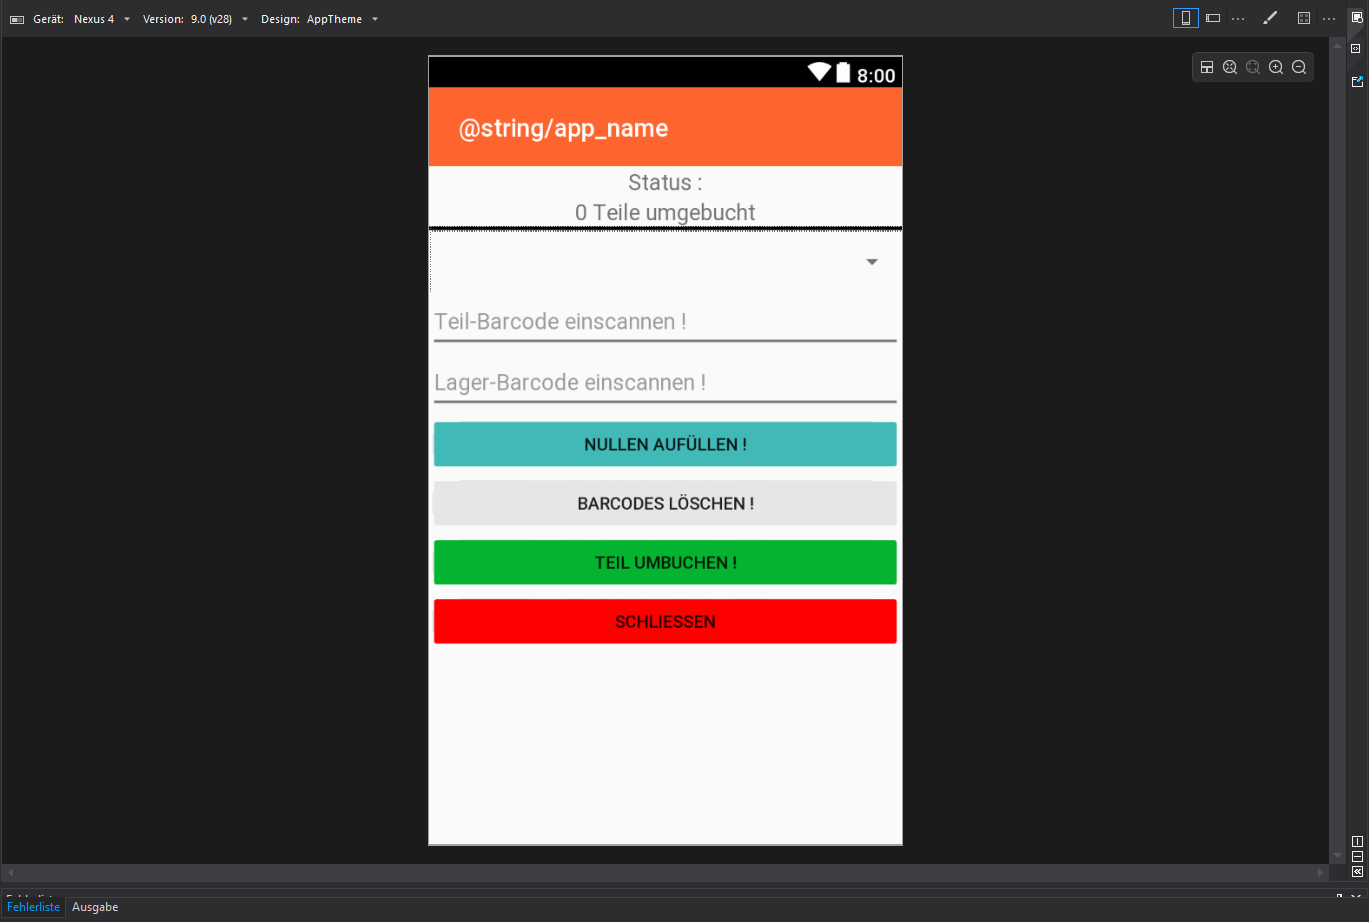 Gerät: Nexus 4 Version: 9.0 (v28) Design: AppTheme
8:00
@string/app_name
Status :
0 Teile umgebucht
Teil-Barcode einscannen !
Lager-Barcode einscannen !
NULLEN AUFÜLLEN !
BARCODES LÖSCHEN !
TEIL UMBUCHEN !
SCHLIESSEN
Fehlerliste Ausgabe